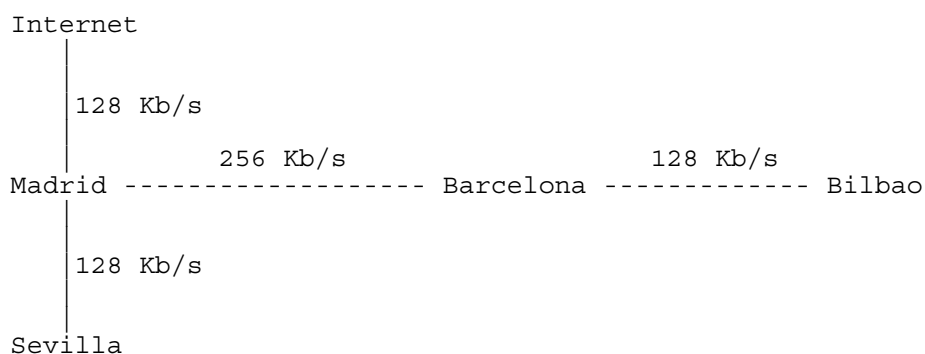 Internet
128 Kb/s
256 Kb/s 128 Kb/s
Madrid ------------------- Barcelona ------------- Bilbao
128 Kb/s
Sevilla